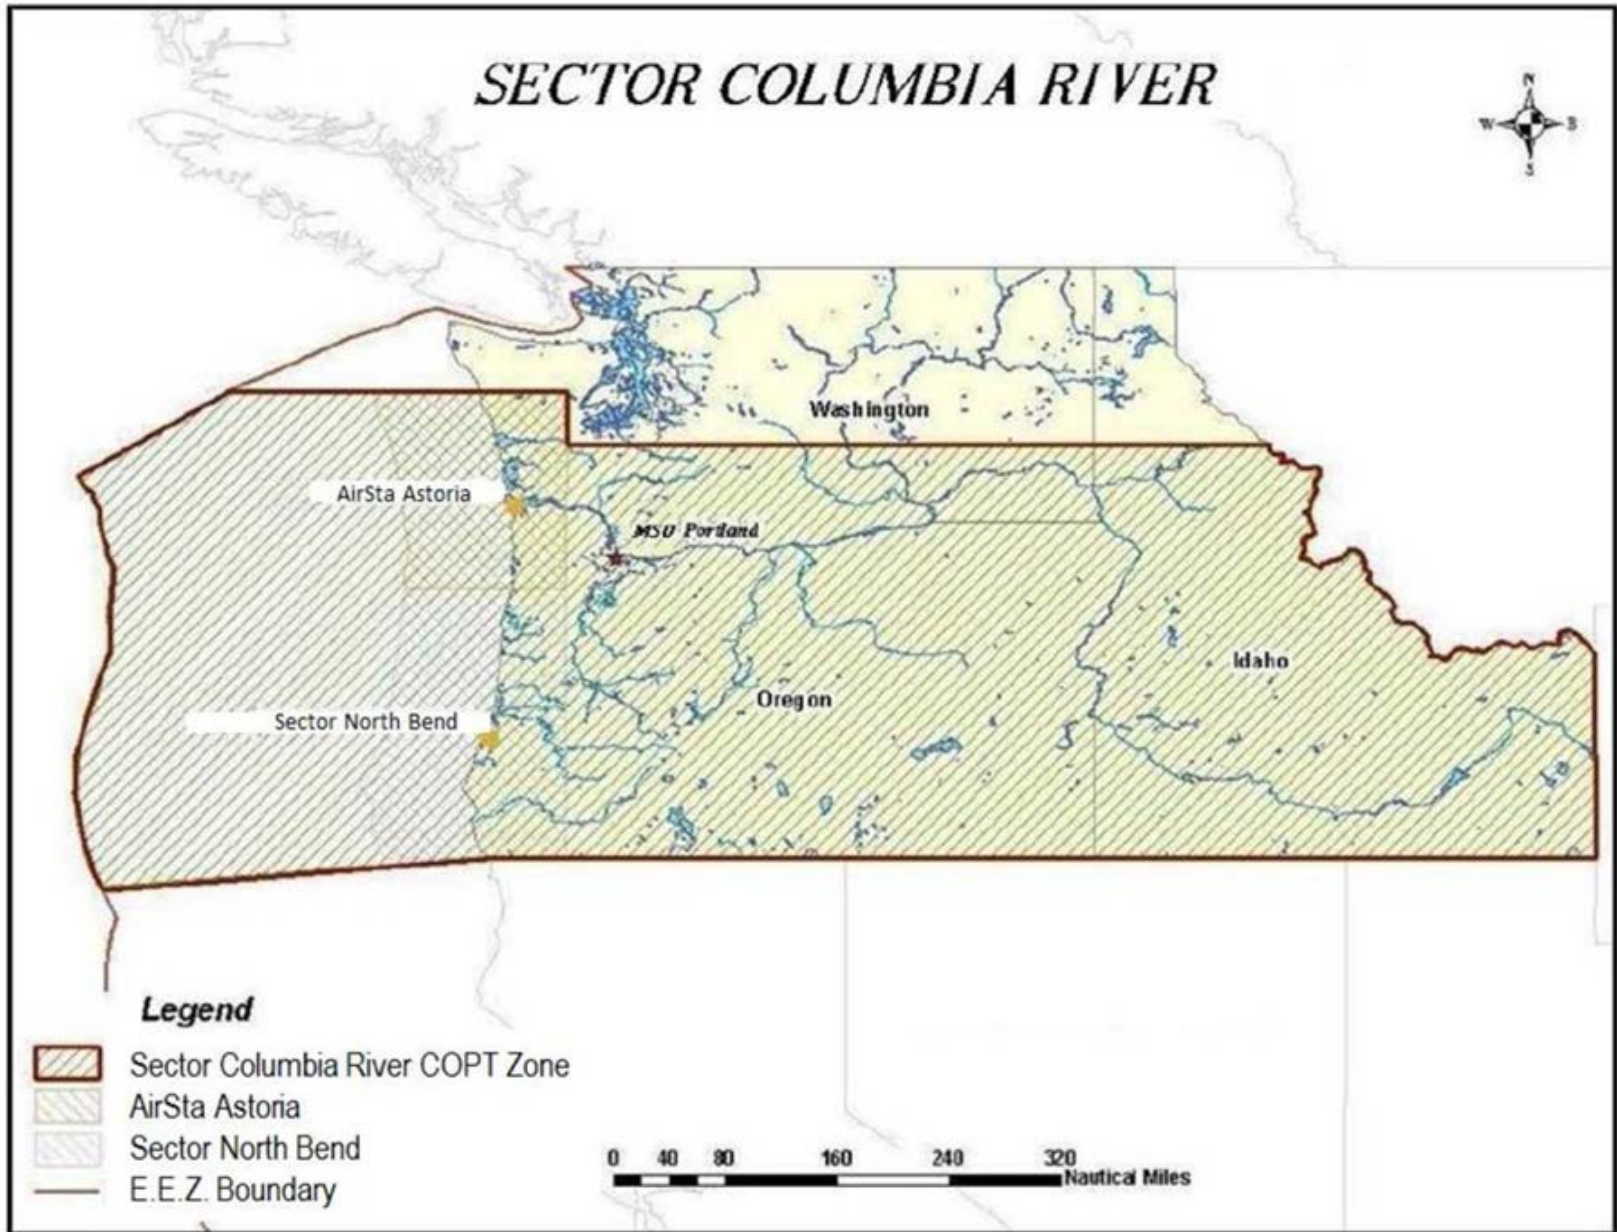 SECTOR COLUMBIA RIVER
N
W E
S
Washington
AirSta Astoria
MSU Portland
Idaho
Oregon
Sector North Bend
Legend
Sector Columbia River COPT Zone
AirSta Astoria
Sector North Bend
E.E.Z. Boundary
0 40 80 160 240 320
Nautical Miles